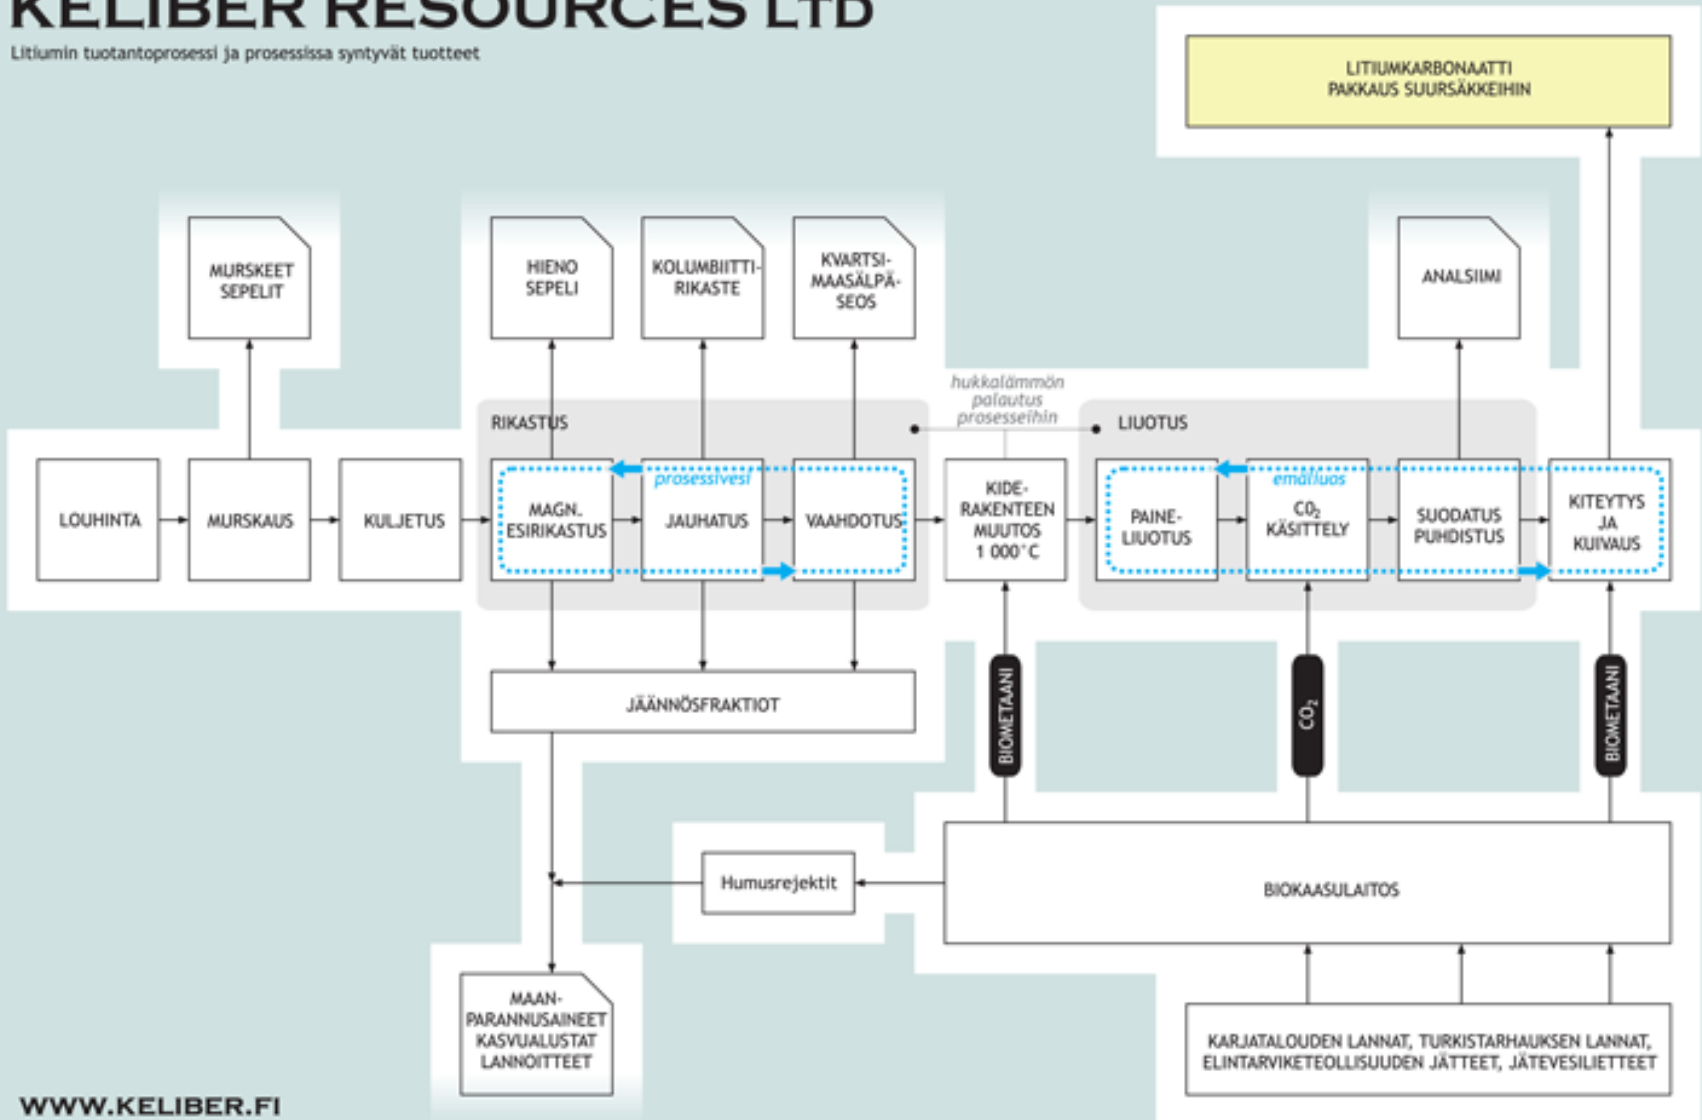 KELIBER RESOURCES LTD
Litiumin tuotantoprosessi ja prosessissa syntyvät tuotteet
LITIUMKARBONAATTI
PAKKAUS SUURSÄKKEIHIN
MURSKEET
SEPELIT
HIENO
SEPELI
KOLUMBIITTI-
RIKASTE
KVARTSI-
MAASÄLPÄ-
SEOS
ANALSIIMI
hukkalämmön
palautus
prosesseihin
RIKASTUS
LIUOTUS
LOUHINTA
MURSKAUS
KULJETUS
MAGN.
ESIRIKASTUS
prosessivesi
JAUHATUS
VAAHDOTUS
KIDE-
RAKENTEEN
MUUTOS
1 000°C
PAINE-
LIUOTUS
emäliuos
CO₂
KÄSITTELY
SUODATUS
PUHDISTUS
KITEYTYS
JA
KUIVAUS
JÄÄNNÖSFRAKTIOT
BIOMETAANI
CO₂
BIOMETAANI
Humusrejektit
BIOKAASULAITOS
MAAN-
PARANNUSAINEET
KASVUALUSTAT
LANNOITTEET
KARJATALOUDEN LANNAT, TURKISTARHAUKSEN LANNAT,
ELINTARVIKETEOLLISUUDEN JÄTTEET, JÄTEVESILIETTEET
WWW.KELIBER.FI